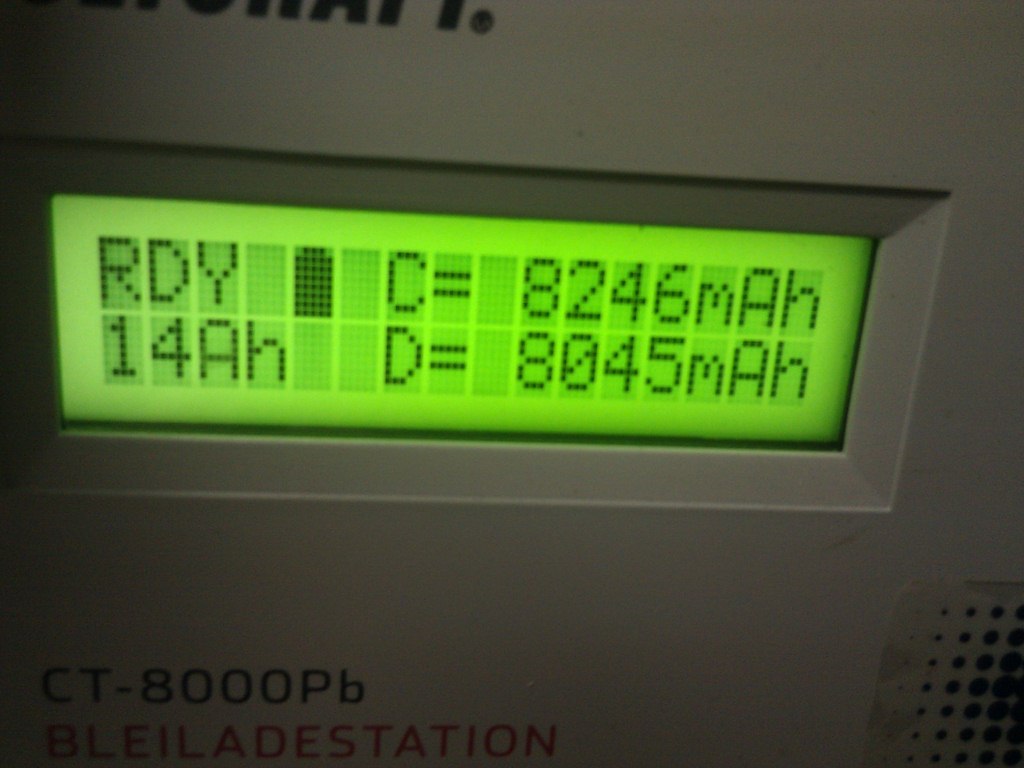 RDY C= 8246mAh
14Ah D= 8045mAh
CT-8000Pb
BLEILADESTATION